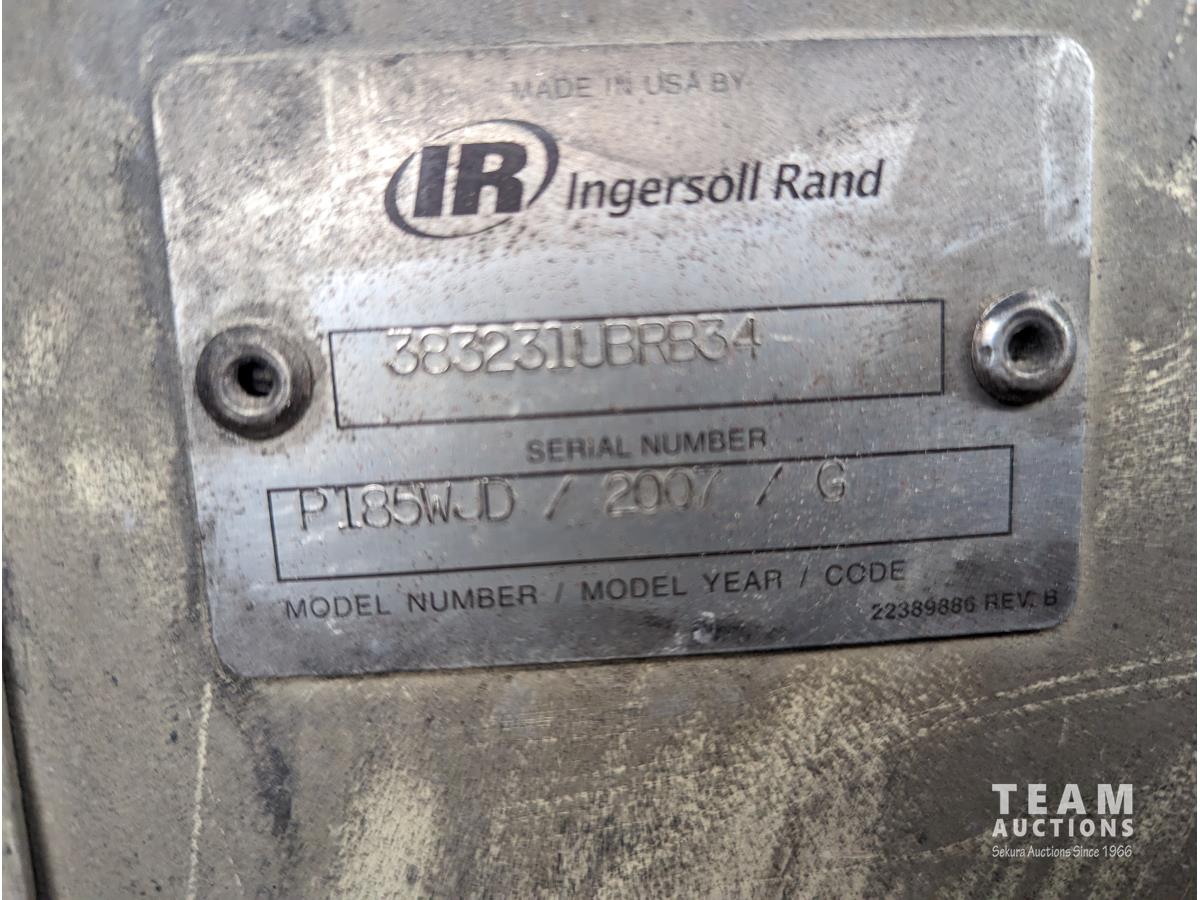 MADE IN USA BY
IR Ingersoll Rand
383231UBRB34
SERIAL NUMBER
P185WJD / 2007 / G
MODEL NUMBER / MODEL YEAR / CODE
22389886 REV. B
TEAM
AUCTIONS
Sekura Auctions Since 1966